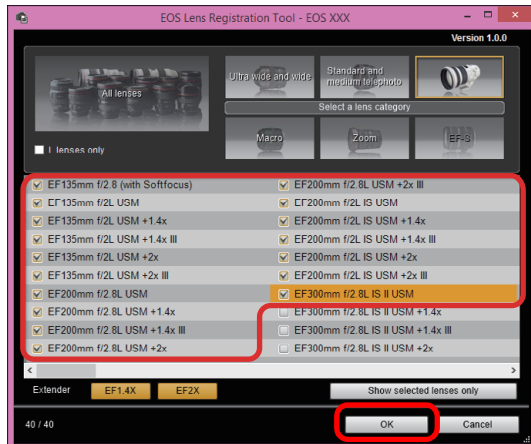 EOS Lens Registration Tool - EOS XXX
Version 1.0.0
All lenses
Ultra wide and wide
Standard and
medium telephoto
Select a lens category
Macro
Zoom
EF-S
L lenses only
EF135mm f/2.8 (with Softfocus)
EF135mm f/2L USM
EF135mm f/2L USM +1.4x
EF135mm f/2L USM +1.4x III
EF135mm f/2L USM +2x
EF135mm f/2L USM +2x III
EF200mm f/2.8L USM
EF200mm f/2.8L USM +1.4x
EF200mm f/2.8L USM +1.4x III
EF200mm f/2.8L USM +2x
EF200mm f/2.8L USM +2x III
EF200mm f/2L IS USM
EF200mm f/2L IS USM +1.4x
EF200mm f/2L IS USM +1.4x III
EF200mm f/2L IS USM +2x
EF200mm f/2L IS USM +2x III
EF300mm f/2.8L IS II USM
EF300mm f/2.8L IS II USM +1.4x
EF300mm f/2.8L IS II USM +1.4x III
EF300mm f/2.8L IS II USM +2x
Extender
EF1.4X
EF2X
Show selected lenses only
40 / 40
OK
Cancel